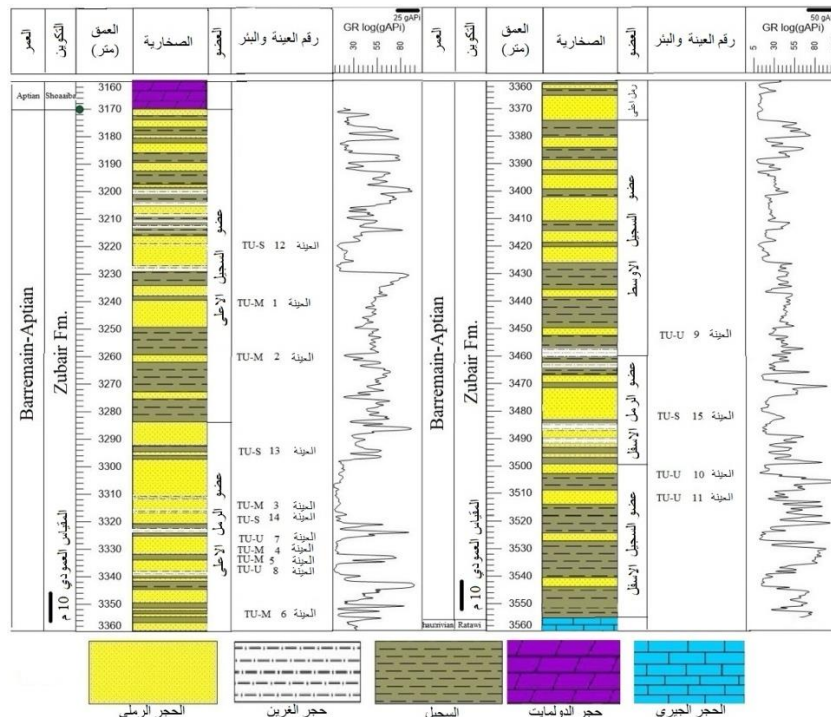 25 gAPi
50 gAPi
العمر
التكوين
العمق (متر)
الصخارية
العضو
رقم العينة والبئر
GR log(gAPi)
30 55 80
العمر
التكوين
العمق (متر)
الصخارية
العضو
رقم العينة والبئر
GR log(gAPi)
5 30 55 80
Aptian
Shoaaiba
Barremain-Aptian
Zubair Fm.
المقياس العمودي
10 م
3160
3170
3180
3190
3200
3210
3220
3230
3240
3250
3260
3270
3280
3290
3300
3310
3320
3330
3340
3350
3360
عضو السجيل الاعلى
عضو الرمل الاعلى
TU-S 12 العينة
TU-M 1 العينة
TU-M 2 العينة
TU-S 13 العينة
TU-M 3 العينة
TU-S 14 العينة
TU-U 7 العينة
TU-M 4 العينة
TU-M 5 العينة
TU-U 8 العينة
TU-M 6 العينة
Barremain-Aptian
Zubair Fm.
المقياس العمودي
10 م
Ratawi
3360
3370
3380
3390
3400
3410
3420
3430
3440
3450
3460
3470
3480
3490
3500
3510
3520
3530
3540
3550
3560
رمل اعلى
عضو السجيل الاوسط
عضو الرمل الاسفل
عضو السجيل الاسفل
TU-U 9 العينة
TU-S 15 العينة
TU-U 10 العينة
TU-U 11 العينة
الحجر الرملي
حجر الغرين
السجيل
حجر الدولمايت
الحجر الجيري